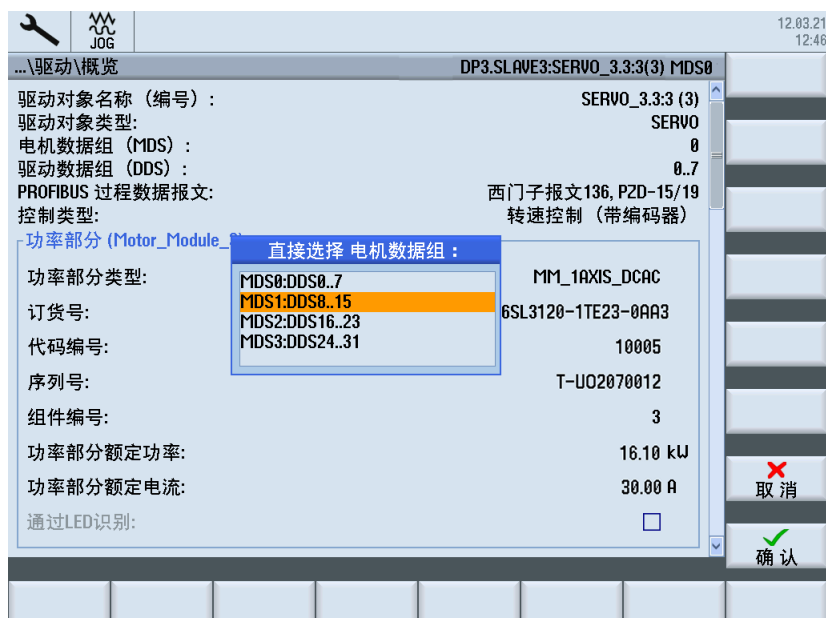 JOG
12.03.21
12:46
...\驱动\概览 DP3.SLAVE3:SERVO_3.3:3(3) MDS0
驱动对象名称（编号）: SERVO_3.3:3 (3)
驱动对象类型: SERVO
电机数据组（MDS）: 0
驱动数据组（DDS）: 0..7
PROFIBUS 过程数据报文: 西门子报文136, PZD-15/19
控制类型: 转速控制（带编码器）
功率部分 (Motor_Module_
直接选择 电机数据组：
MDS0:DDS0..7
MDS1:DDS8..15
MDS2:DDS16..23
MDS3:DDS24..31
功率部分类型: MM_1AXIS_DCAC
订货号: 6SL3120-1TE23-0AA3
代码编号: 10005
序列号: T-UO2070012
组件编号: 3
功率部分额定功率: 16.10 kW
功率部分额定电流: 30.00 A
通过LED识别:
取消
确认